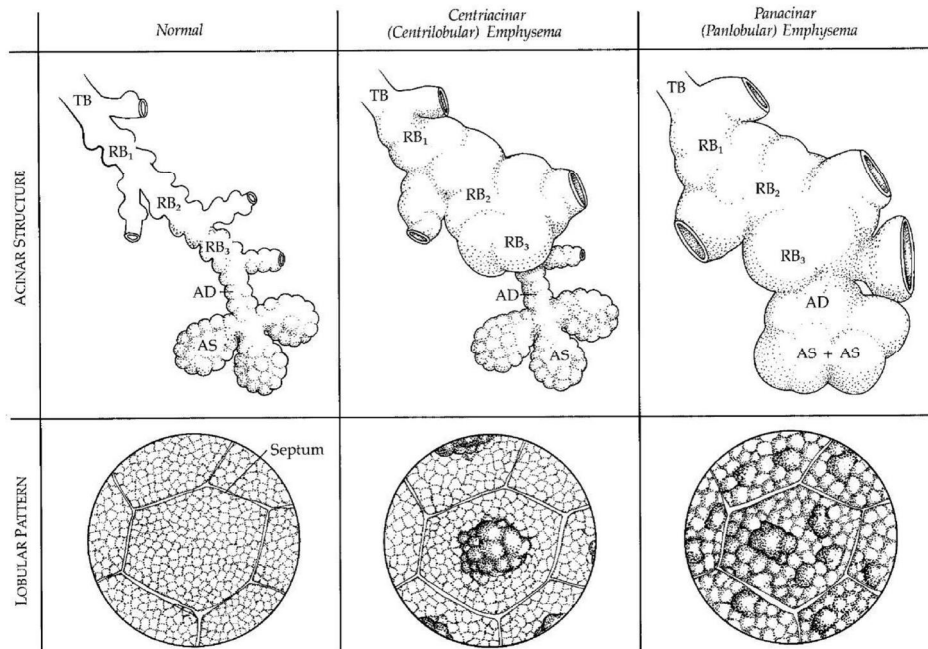 Normal
Centriacinar
(Centrilobular) Emphysema
Panacinar
(Panlobular) Emphysema
ACINAR STRUCTURE
TB
RB₁
RB₂
RB₃
AD
AS
TB
RB₁
RB₂
RB₃
AD
AS
TB
RB₁
RB₂
RB₃
AD
AS + AS
LOBULAR PATTERN
Septum